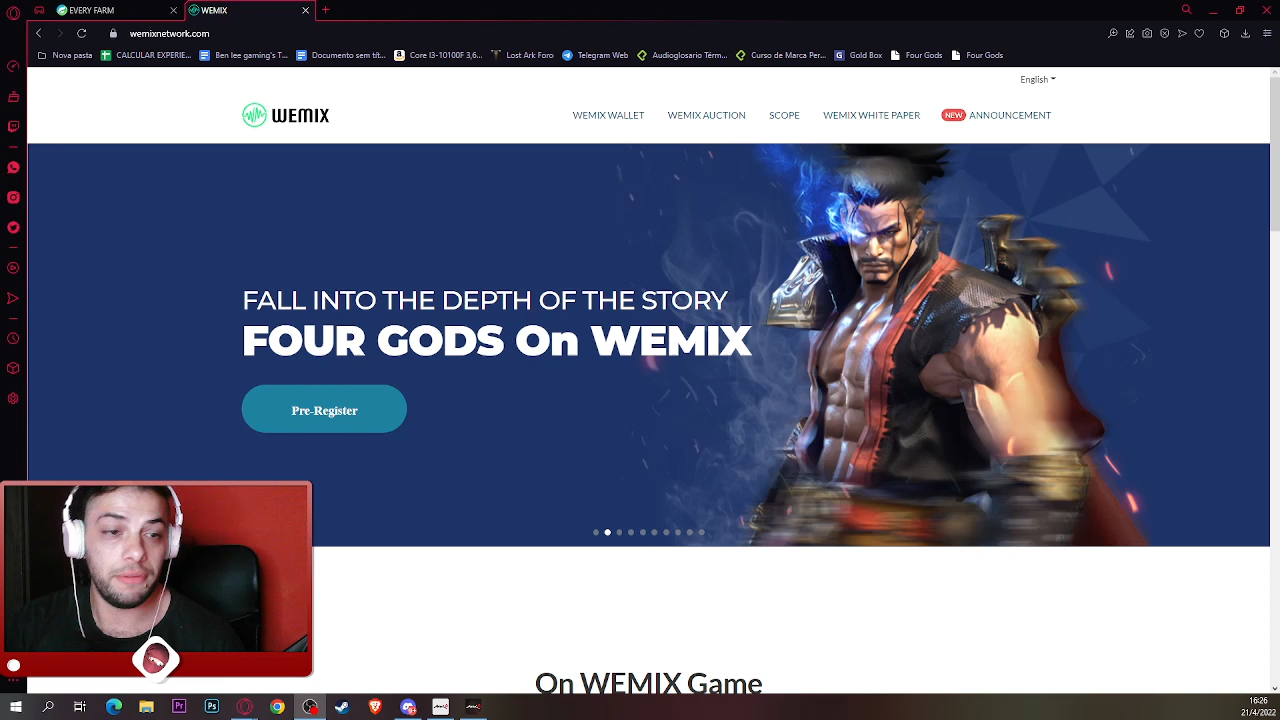 EVERY FARM
WEMIX
wemixnetwork.com
Nova pasta
CALCULAR EXPERIE...
Ben lee gaming's T...
Documento sem tít...
Core I3-10100F 3,6...
Lost Ark Foro
Telegram Web
Audioglosario Térm...
Curso de Marca Per...
Gold Box
Four Gods
Four Gods
English
WEMIX
WEMIX WALLET
WEMIX AUCTION
SCOPE
WEMIX WHITE PAPER
NEW ANNOUNCEMENT
FALL INTO THE DEPTH OF THE STORY
FOUR GODS On WEMIX
Pre-Register
On WEMIX Game
16:26
21/4/2022